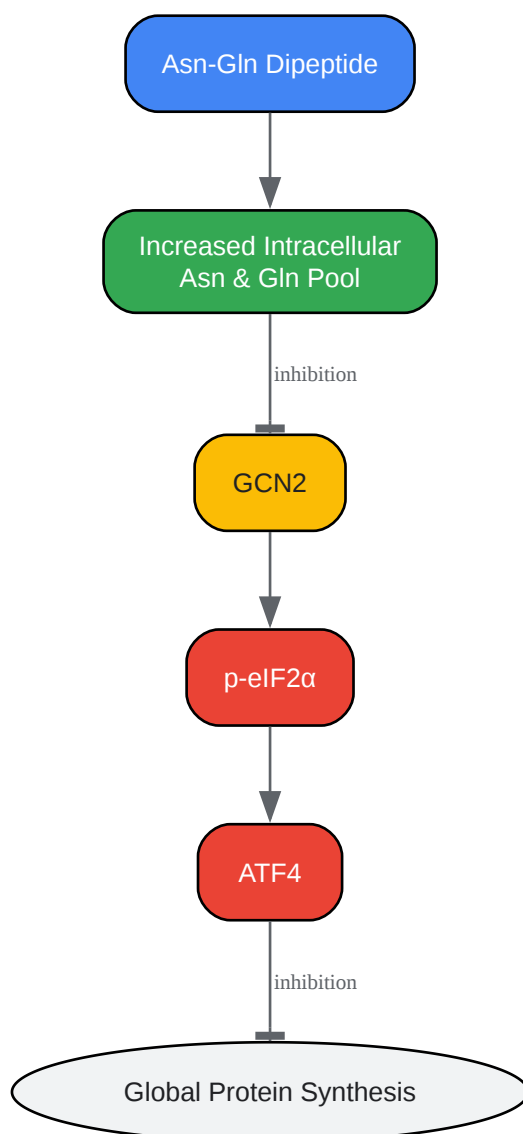 Asn-Gln Dipeptide
Increased Intracellular
Asn & Gln Pool
inhibition
GCN2
p-eIF2α
ATF4
inhibition
Global Protein Synthesis